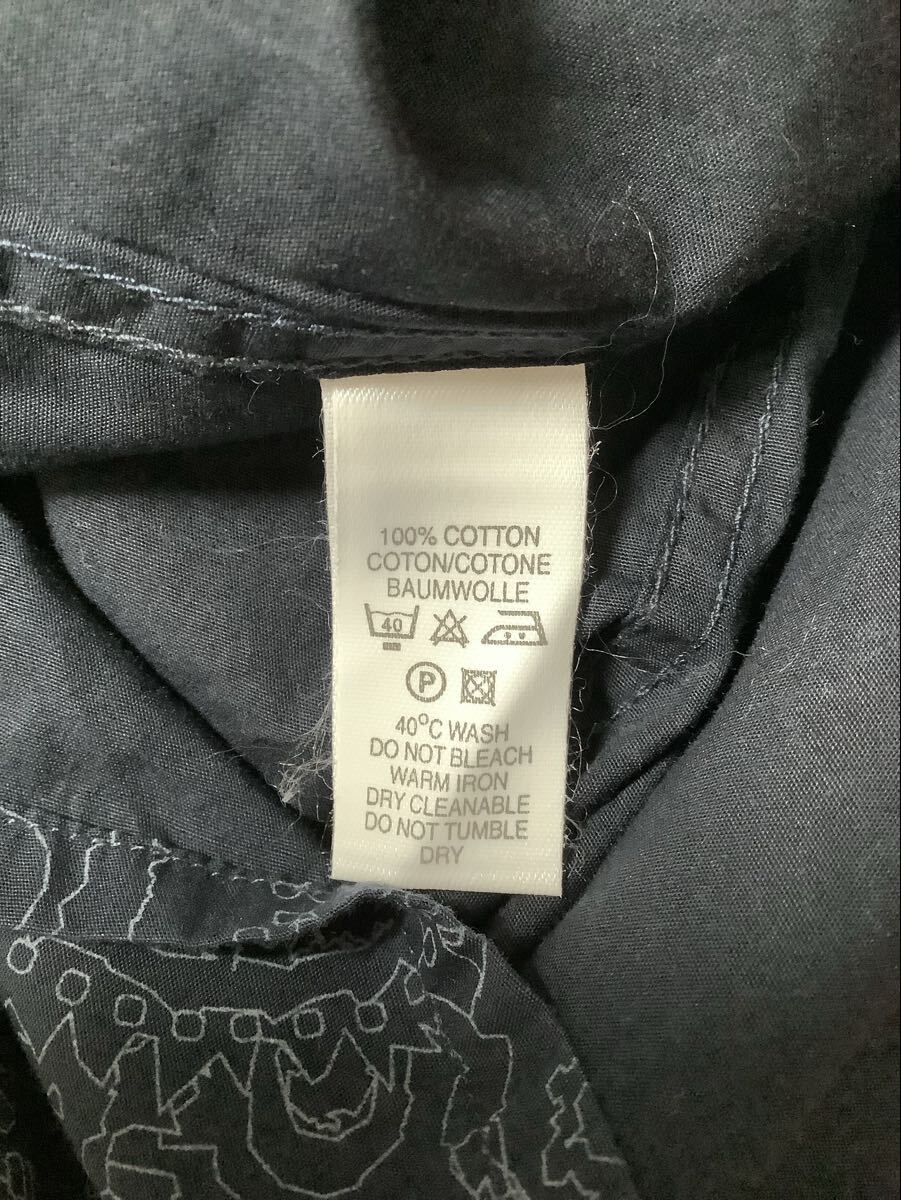 100% COTTON
COTON/COTONE
BAUMWOLLE
40
P
40°C WASH
DO NOT BLEACH
WARM IRON
DRY CLEANABLE
DO NOT TUMBLE
DRY